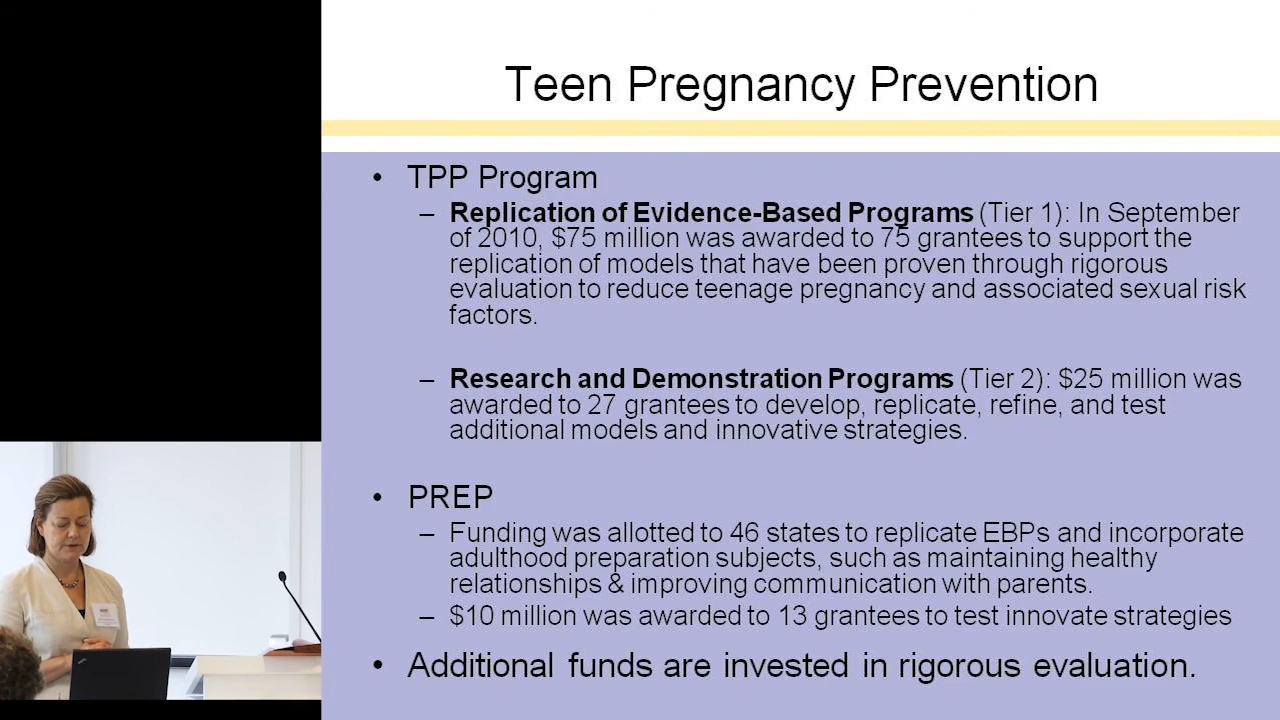 Teen Pregnancy Prevention
• TPP Program
– Replication of Evidence-Based Programs (Tier 1): In September
of 2010, $75 million was awarded to 75 grantees to support the
replication of models that have been proven through rigorous
evaluation to reduce teenage pregnancy and associated sexual risk
factors.
– Research and Demonstration Programs (Tier 2): $25 million was
awarded to 27 grantees to develop, replicate, refine, and test
additional models and innovative strategies.
• PREP
– Funding was allotted to 46 states to replicate EBPs and incorporate
adulthood preparation subjects, such as maintaining healthy
relationships & improving communication with parents.
– $10 million was awarded to 13 grantees to test innovate strategies
• Additional funds are invested in rigorous evaluation.